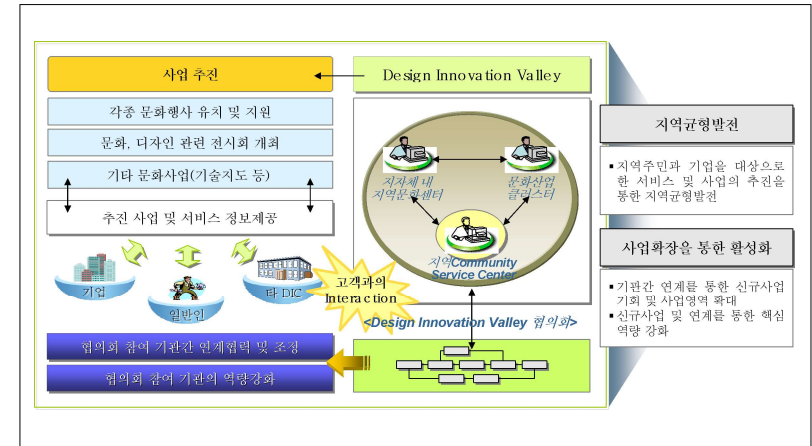 사업 추진
Design Innovation Valley
각종 문화행사 유치 및 지원
문화, 디자인 관련 전시회 개최
기타 문화사업(기술지도 등)
추진 사업 및 서비스 정보제공
기업
일반인
타 DIC
고객과의
Interaction
지자체 내
지역문화센터
문화산업
클러스터
지역Community
Service Center
<Design Innovation Valley 협의회>
협의회 참여 기관간 연계협력 및 조정
협의회 참여 기관의 역량강화
지역균형발전
▪지역주민과 기업을 대상으로
한 서비스 및 사업의 추진을
통한 지역균형발전
사업확장을 통한 활성화
▪기관간 연계를 통한 신규사업
기회 및 사업영역 확대
▪신규사업 및 연계를 통한 핵심
역량 강화